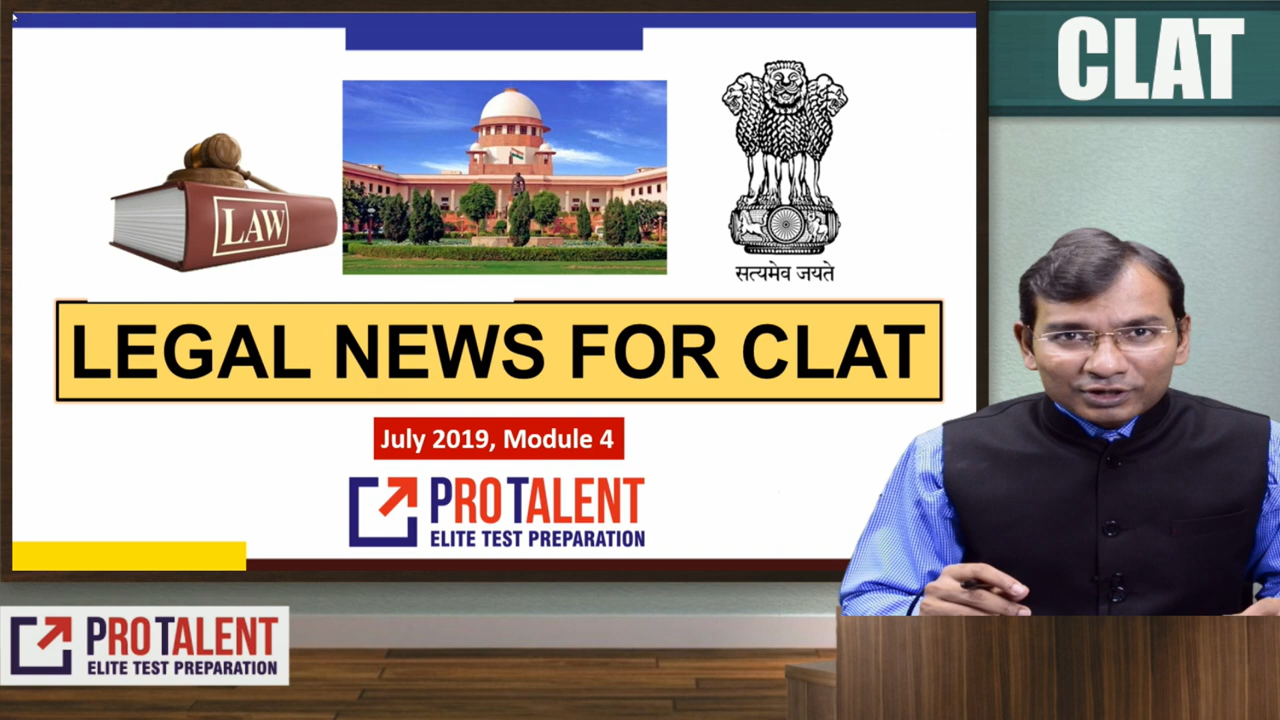 CLAT
LAW
सत्यमेव जयते
LEGAL NEWS FOR CLAT
July 2019, Module 4
PROTALENT
ELITE TEST PREPARATION
PROTALENT
ELITE TEST PREPARATION